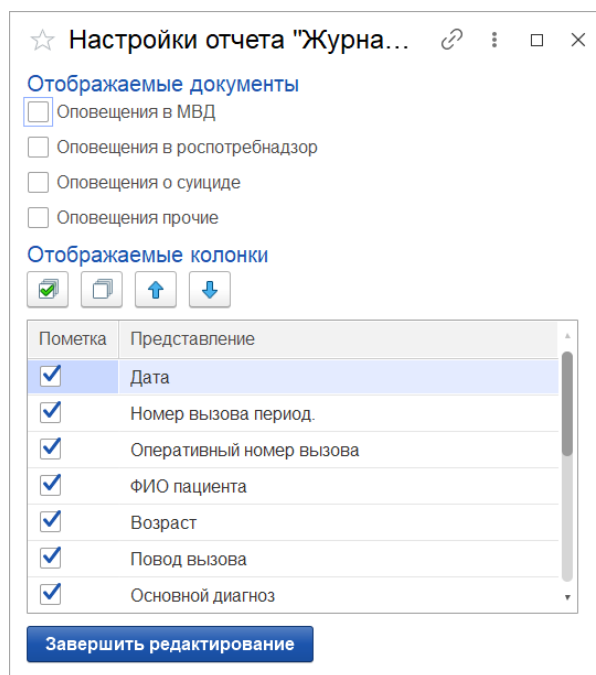 Настройки отчета "Журна...
Отображаемые документы
Оповещения в МВД
Оповещения в роспотребнадзор
Оповещения о суициде
Оповещения прочие
Отображаемые колонки
Пометка Представление
Дата
Номер вызова период.
Оперативный номер вызова
ФИО пациента
Возраст
Повод вызова
Основной диагноз
Завершить редактирование